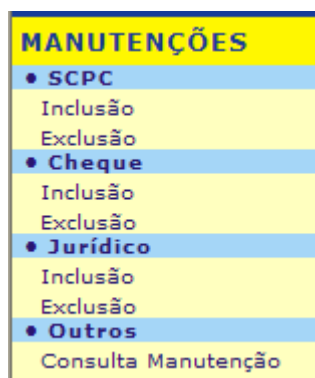 MANUTENÇÕES
• SCPC
Inclusão
Exclusão
• Cheque
Inclusão
Exclusão
• Jurídico
Inclusão
Exclusão
• Outros
Consulta Manutenção